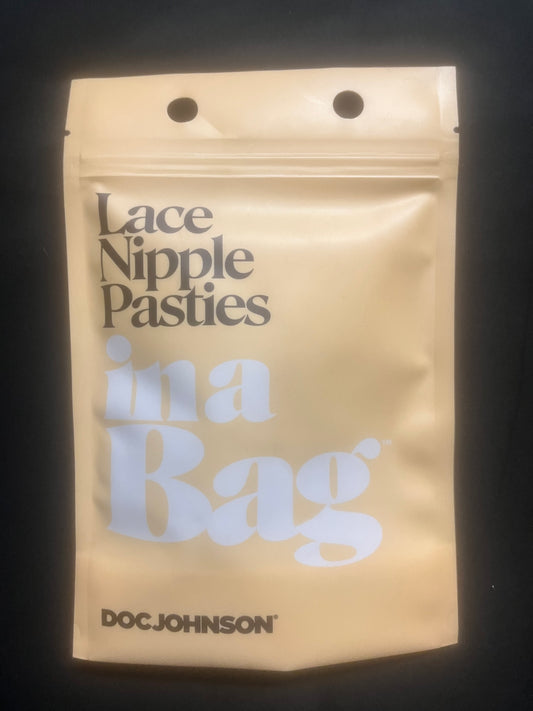 Lace
Nipple
Pasties
in a
Bag™
DOC JOHNSON®